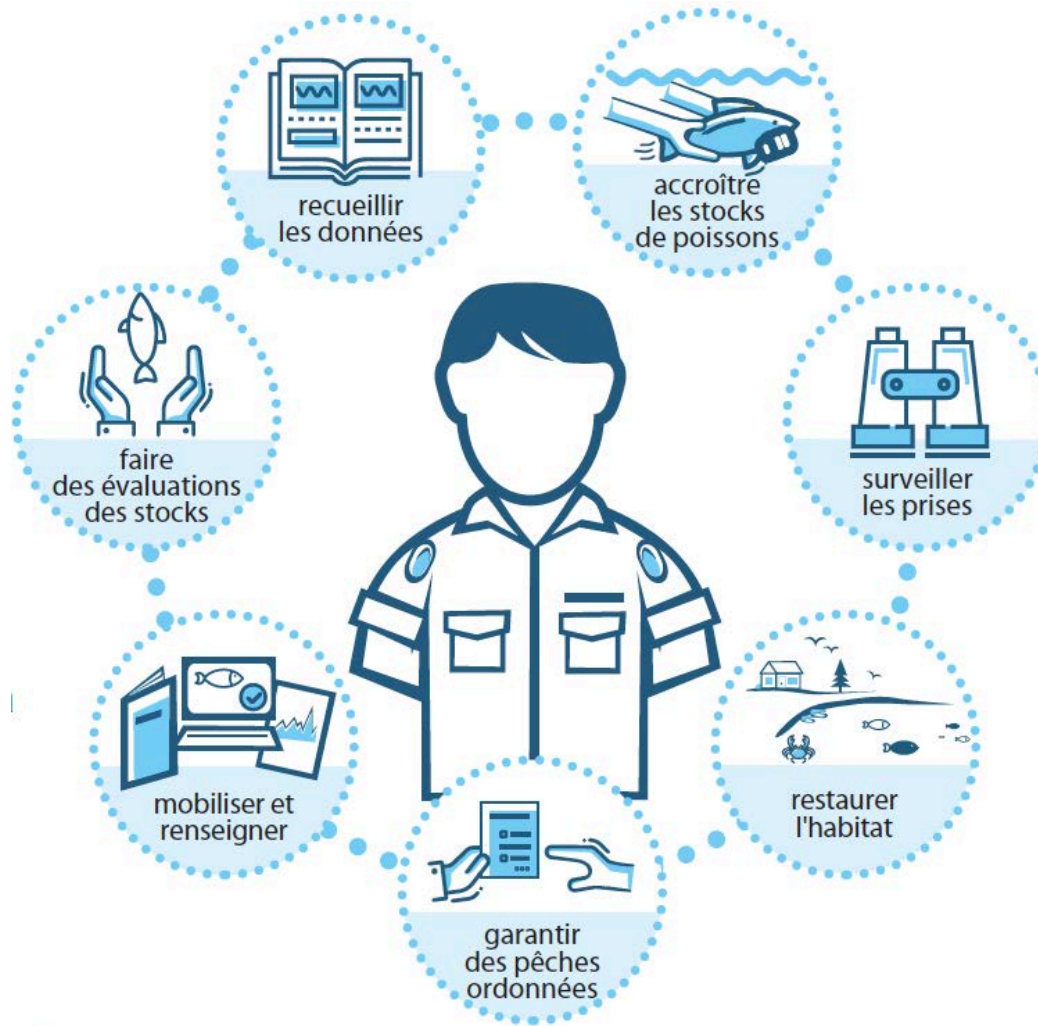 recueillir
les données
accroître
les stocks
de poissons
surveiller
les prises
restaurer
l'habitat
garantir
des pêches
ordonnées
mobiliser et
renseigner
faire
des évaluations
des stocks